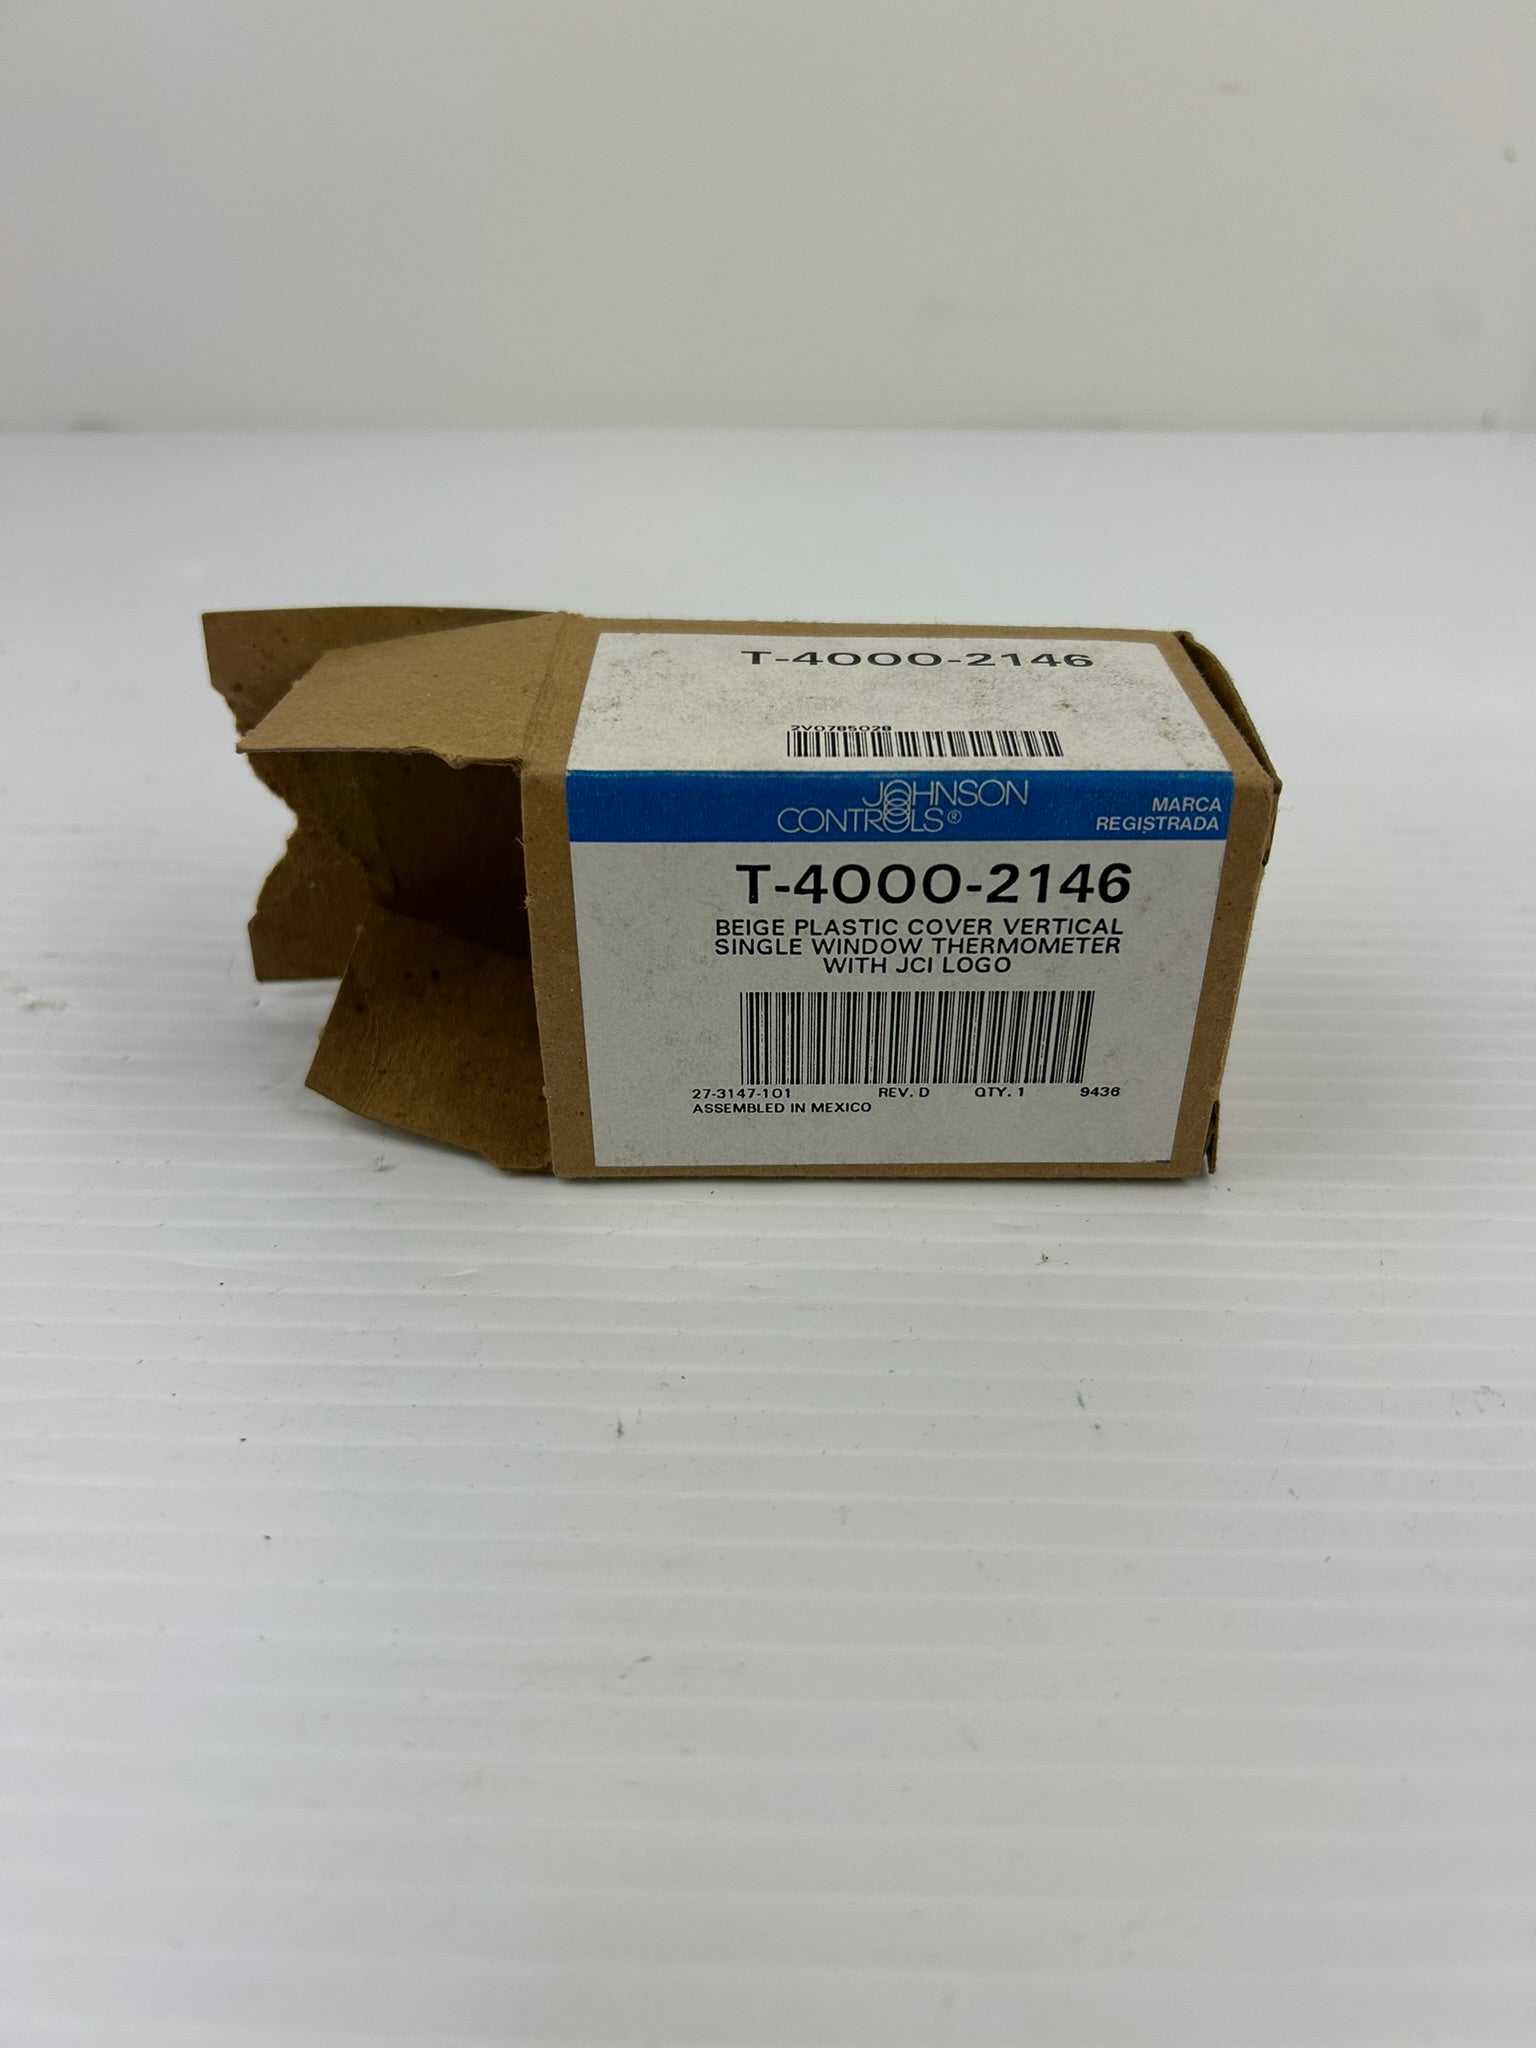 T-4000-2146
2V0785028
JOHNSON CONTROLS®
MARCA
REGISTRADA
T-4000-2146
BEIGE PLASTIC COVER VERTICAL
SINGLE WINDOW THERMOMETER
WITH JCI LOGO
27-3147-101 REV. D QTY. 1 9436
ASSEMBLED IN MEXICO